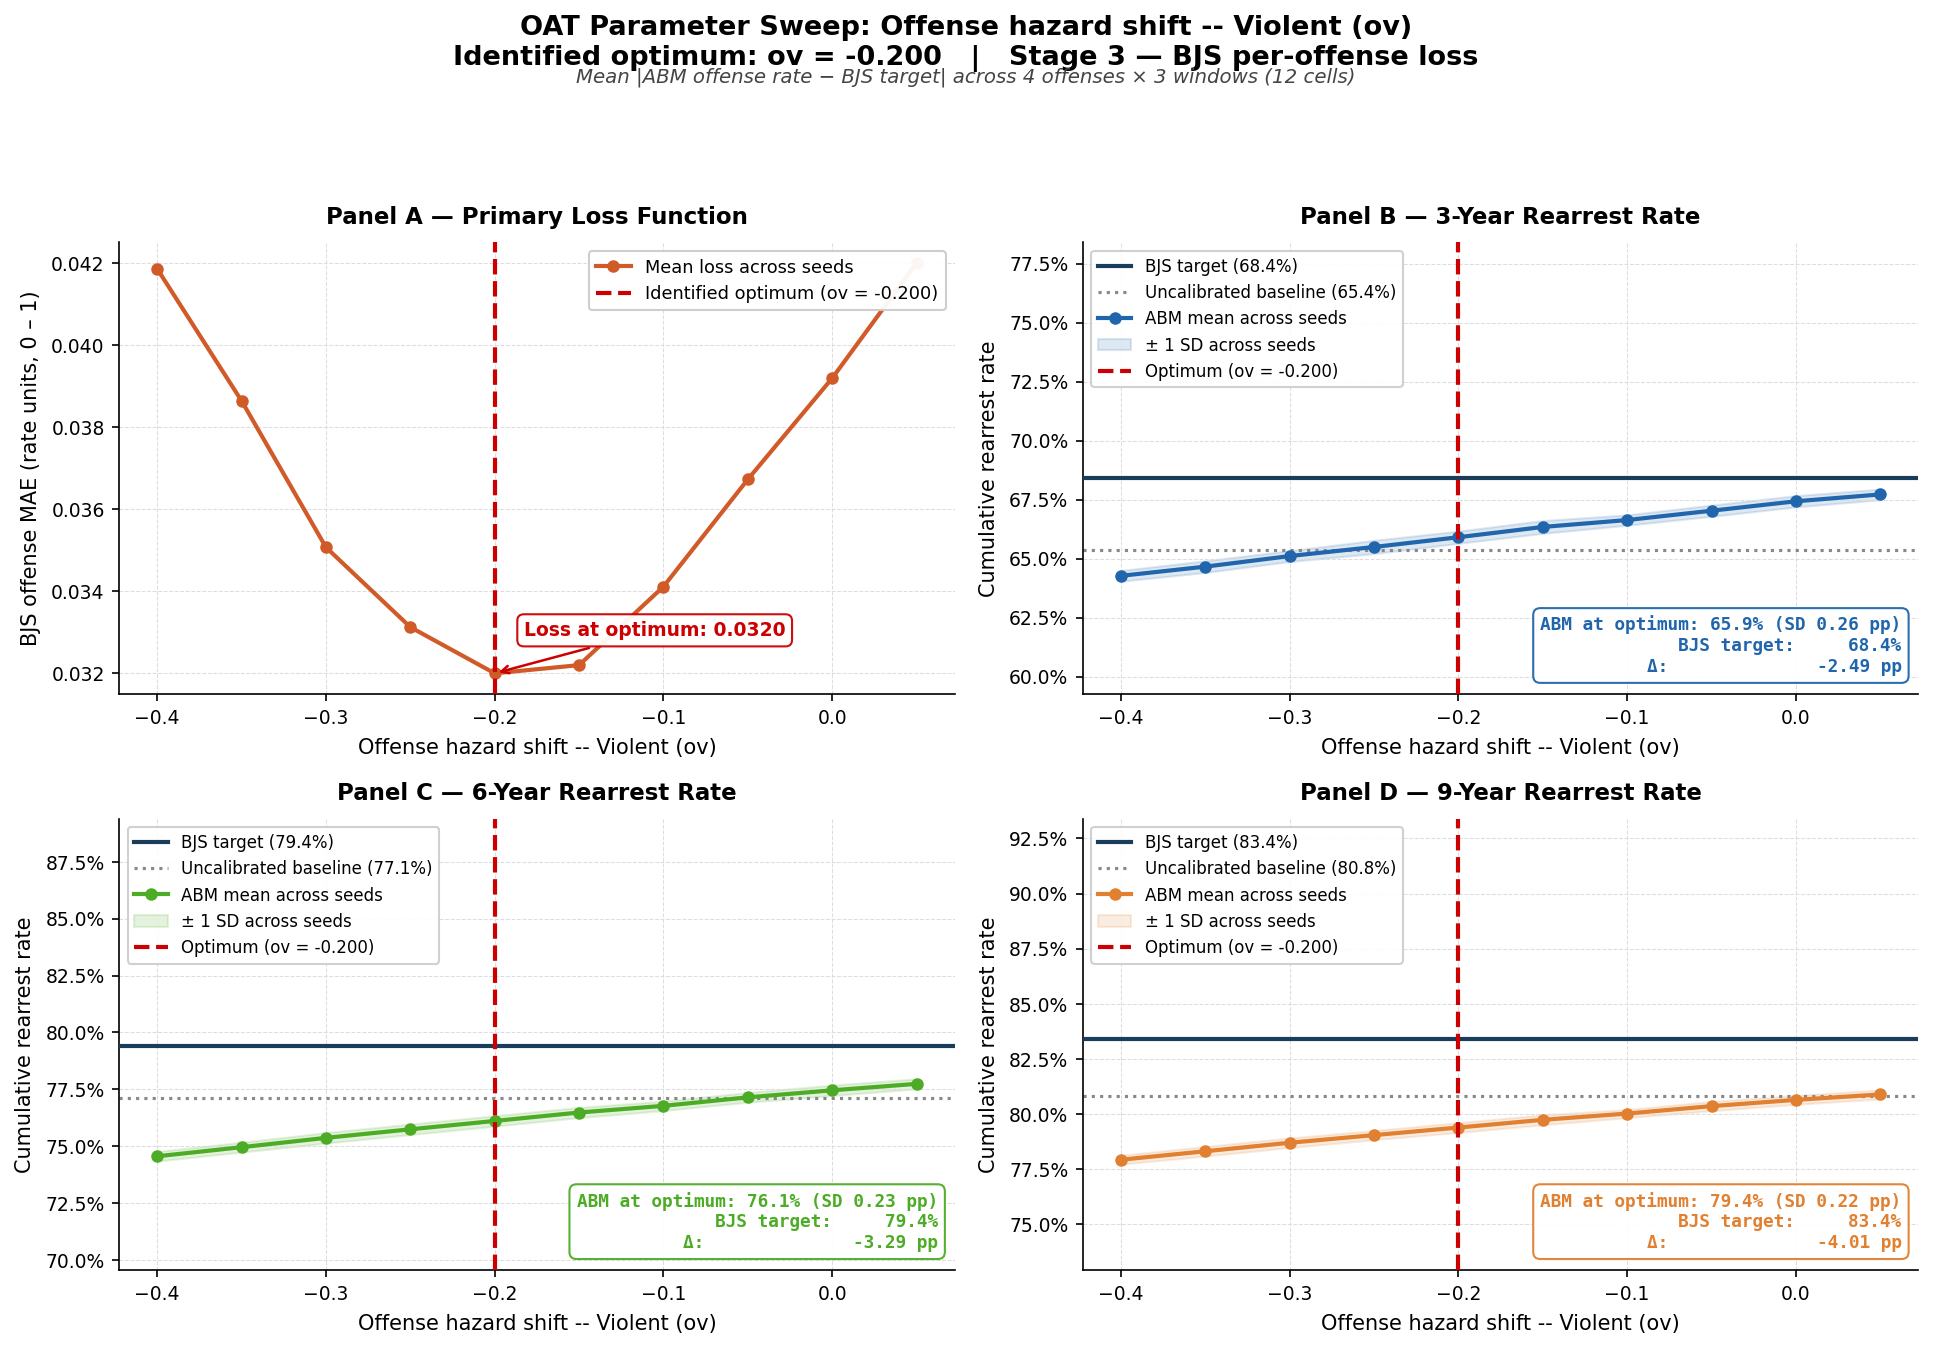 OAT Parameter Sweep: Offense hazard shift -- Violent (ov)
Identified optimum: ov = -0.200 | Stage 3 — BJS per-offense loss
Mean |ABM offense rate − BJS target| across 4 offenses × 3 windows (12 cells)
Panel A — Primary Loss Function
BJS offense MAE (rate units, 0 – 1)
0.042
0.040
0.038
0.036
0.034
0.032
Mean loss across seeds
Identified optimum (ov = -0.200)
Loss at optimum: 0.0320
−0.4 −0.3 −0.2 −0.1 0.0
Offense hazard shift -- Violent (ov)
Panel B — 3-Year Rearrest Rate
Cumulative rearrest rate
77.5%
75.0%
72.5%
70.0%
67.5%
65.0%
62.5%
60.0%
BJS target (68.4%)
Uncalibrated baseline (65.4%)
ABM mean across seeds
± 1 SD across seeds
Optimum (ov = -0.200)
ABM at optimum: 65.9% (SD 0.26 pp)
BJS target: 68.4%
Δ: -2.49 pp
−0.4 −0.3 −0.2 −0.1 0.0
Offense hazard shift -- Violent (ov)
Panel C — 6-Year Rearrest Rate
Cumulative rearrest rate
87.5%
85.0%
82.5%
80.0%
77.5%
75.0%
72.5%
70.0%
BJS target (79.4%)
Uncalibrated baseline (77.1%)
ABM mean across seeds
± 1 SD across seeds
Optimum (ov = -0.200)
ABM at optimum: 76.1% (SD 0.23 pp)
BJS target: 79.4%
Δ: -3.29 pp
−0.4 −0.3 −0.2 −0.1 0.0
Offense hazard shift -- Violent (ov)
Panel D — 9-Year Rearrest Rate
Cumulative rearrest rate
92.5%
90.0%
87.5%
85.0%
82.5%
80.0%
77.5%
75.0%
BJS target (83.4%)
Uncalibrated baseline (80.8%)
ABM mean across seeds
± 1 SD across seeds
Optimum (ov = -0.200)
ABM at optimum: 79.4% (SD 0.22 pp)
BJS target: 83.4%
Δ: -4.01 pp
−0.4 −0.3 −0.2 −0.1 0.0
Offense hazard shift -- Violent (ov)